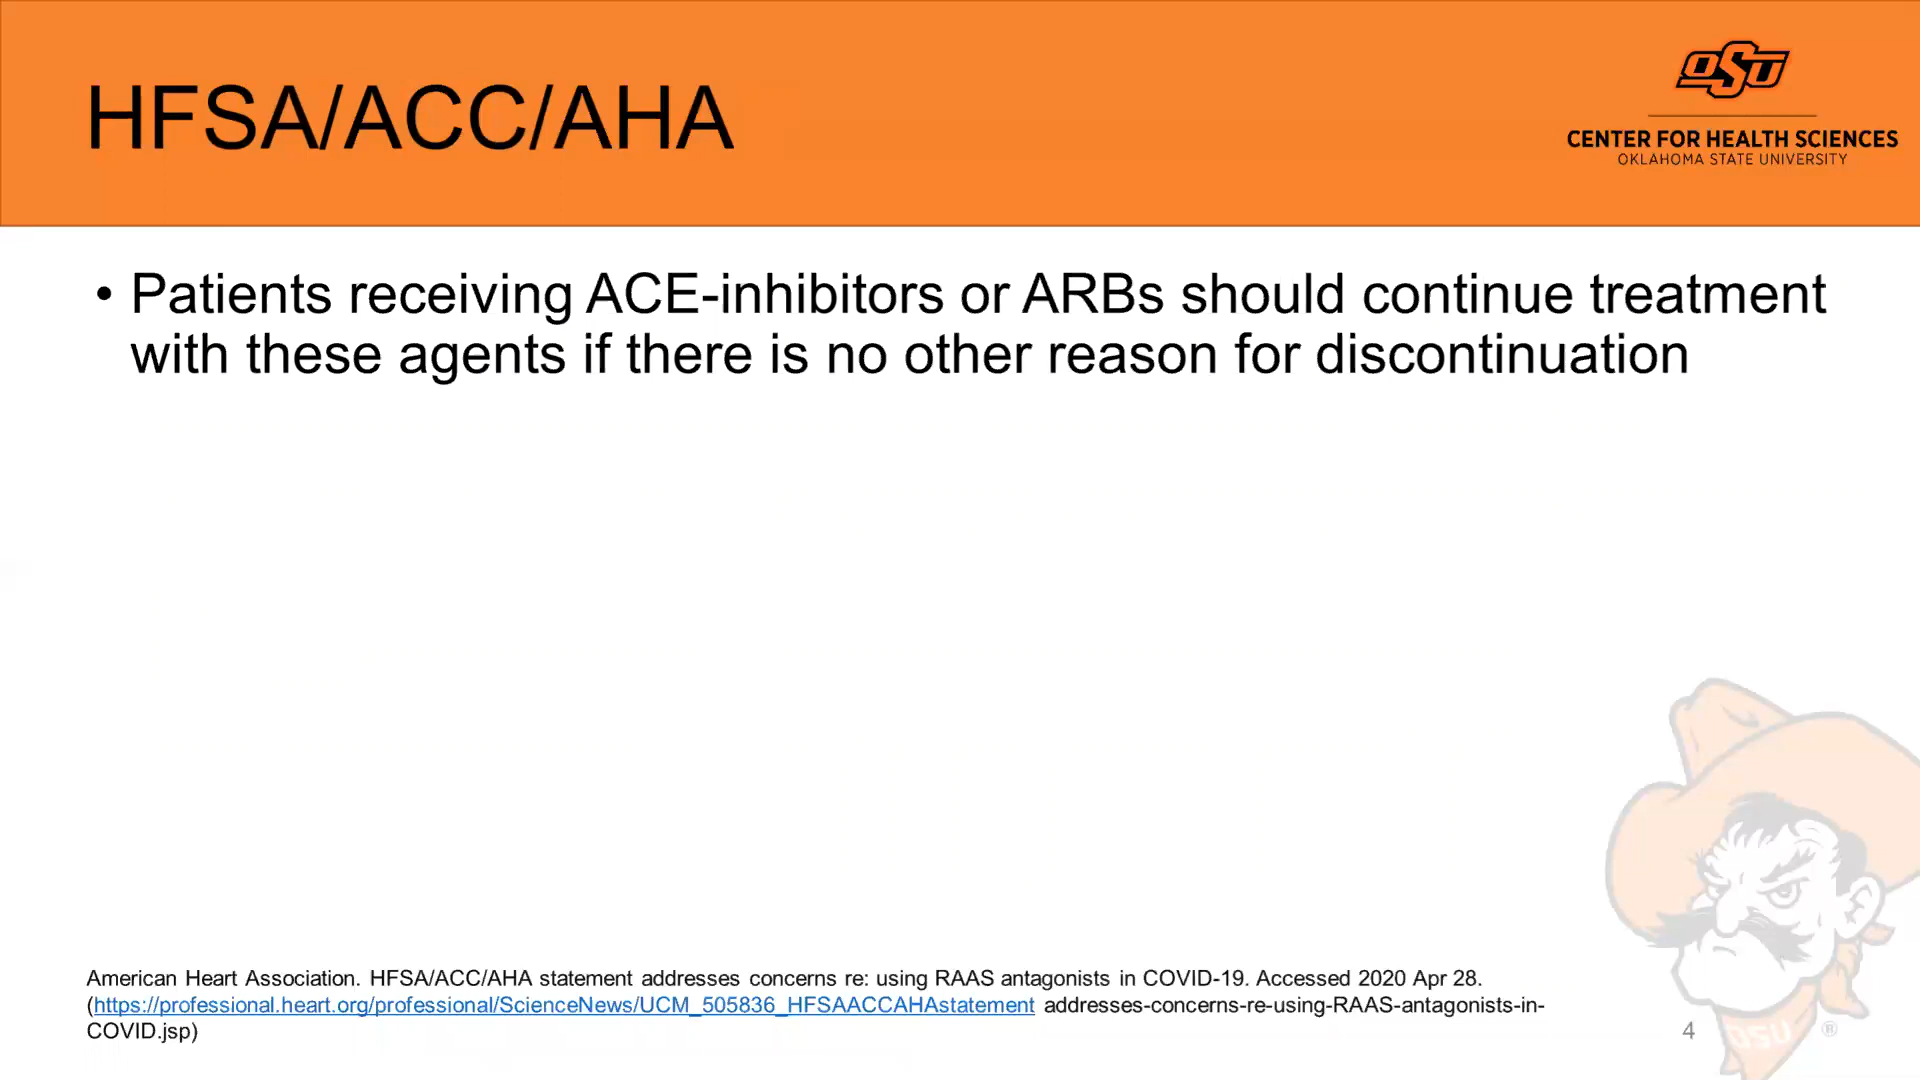 HFSA/ACC/AHA
OSU
CENTER FOR HEALTH SCIENCES
OKLAHOMA STATE UNIVERSITY
• Patients receiving ACE-inhibitors or ARBs should continue treatment
with these agents if there is no other reason for discontinuation
American Heart Association. HFSA/ACC/AHA statement addresses concerns re: using RAAS antagonists in COVID-19. Accessed 2020 Apr 28.
(https://professional.heart.org/professional/ScienceNews/UCM_505836_HFSAACCAHAstatement addresses-concerns-re-using-RAAS-antagonists-in-
COVID.jsp)
4
OSU ®